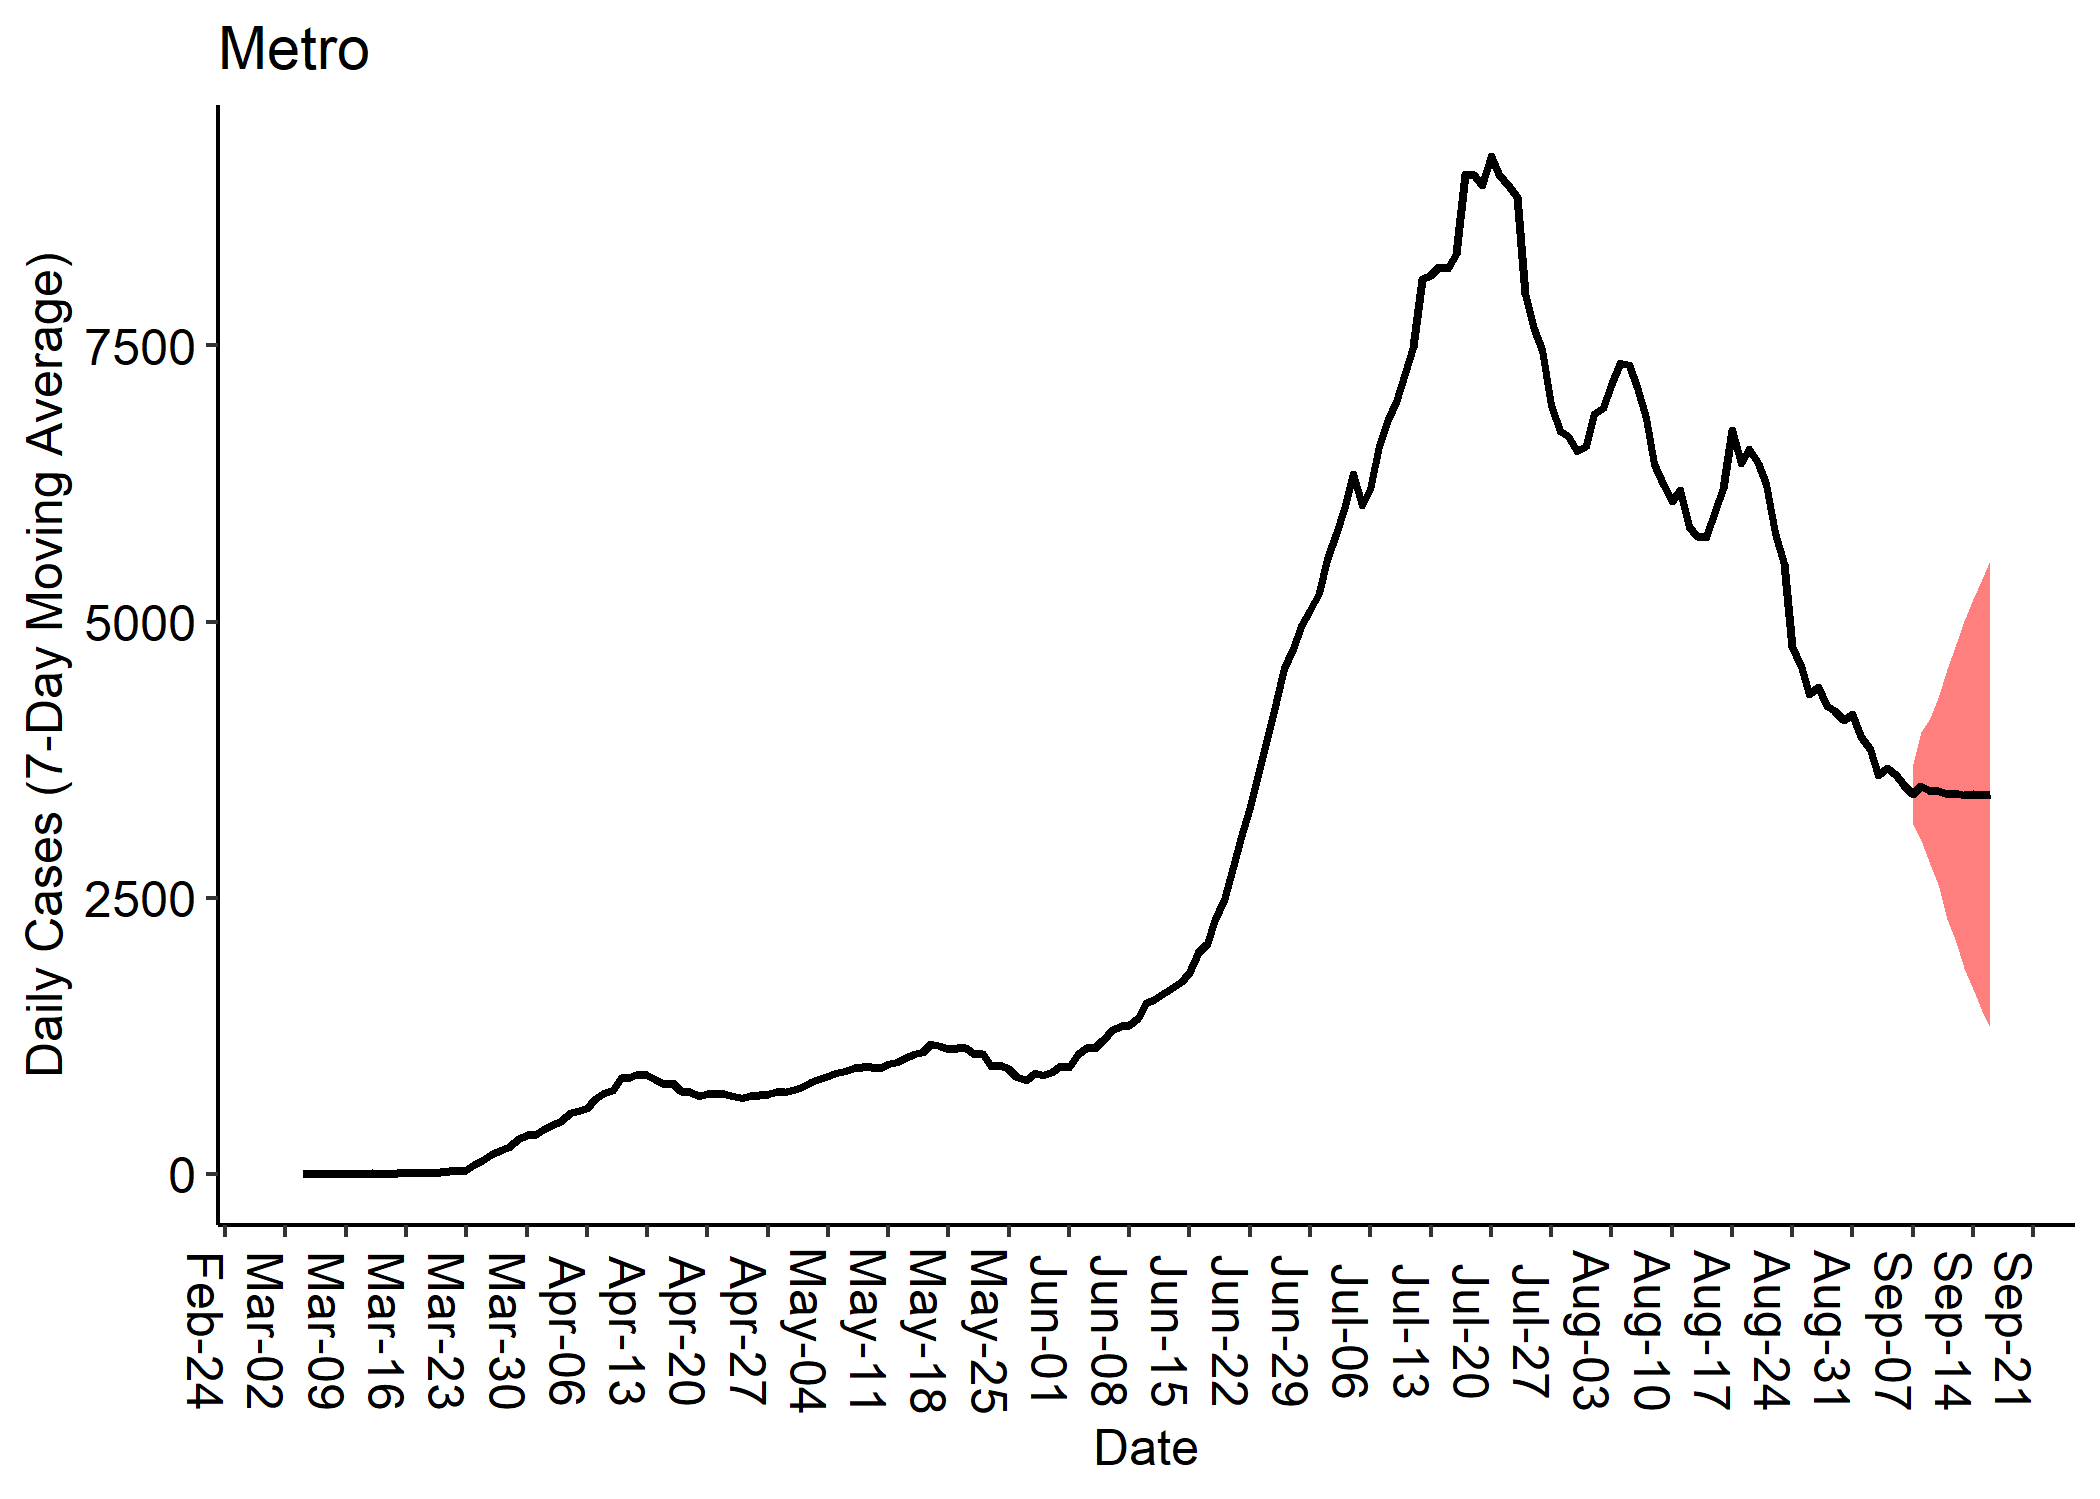 Metro
Daily Cases (7-Day Moving Average)
7500
5000
2500
0
Feb-24
Mar-02
Mar-09
Mar-16
Mar-23
Mar-30
Apr-06
Apr-13
Apr-20
Apr-27
May-04
May-11
May-18
May-25
Jun-01
Jun-08
Jun-15
Jun-22
Jun-29
Jul-06
Jul-13
Jul-20
Jul-27
Aug-03
Aug-10
Aug-17
Aug-24
Aug-31
Sep-07
Sep-14
Sep-21
Date